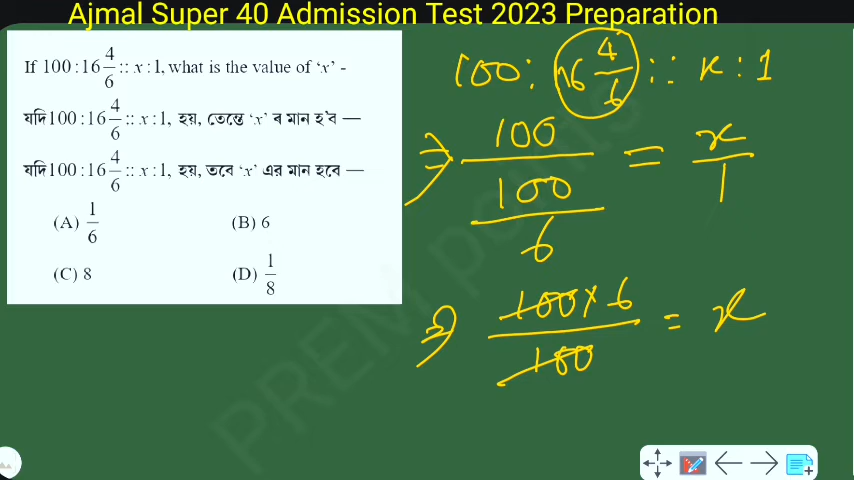 Ajmal Super 40 Admission Test 2023 Preparation
If 100 : 16 4/6 :: x : 1, what is the value of ‘x’ -
যদি 100 : 16 4/6 :: x : 1, হয়, তেন্তে ‘x’ ৰ মান হ’ব —
যদি 100 : 16 4/6 :: x : 1, হয়, তবে ‘x’ এর মান হবে —
(A) 1/6 (B) 6
(C) 8 (D) 1/8
100 : 16 4/6 :: x : 1
⇒ 100 / (100/6) = x/1
⇒ 100 × 6 / 100 = x
PREM points